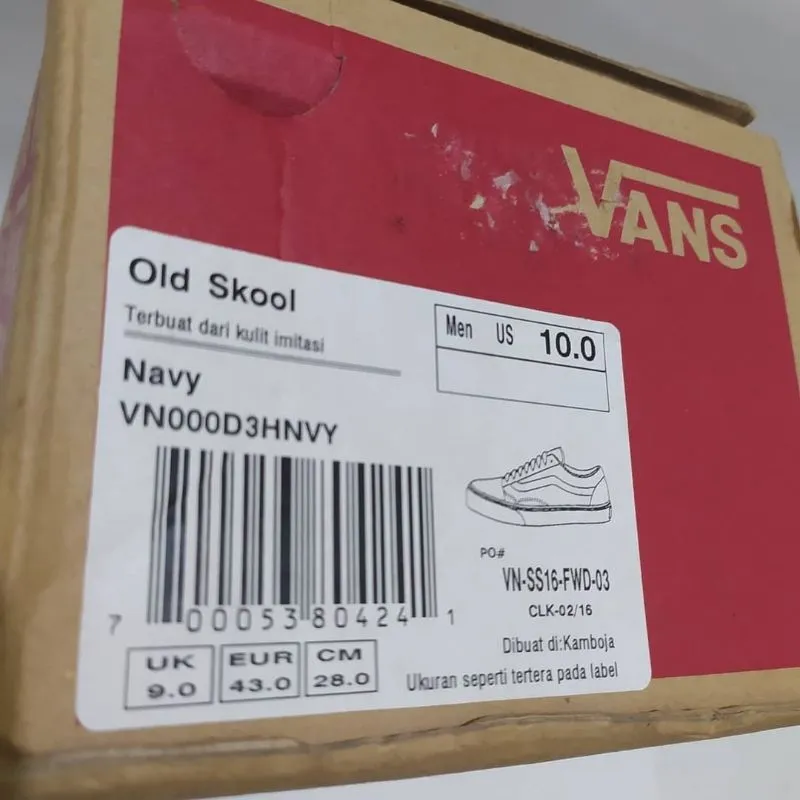 VANS
Old Skool
Terbuat dari kulit imitasi
Men US 10.0
Navy
VN000D3HNVY
7 00053 80424 1
PO#
VN-SS16-FWD-03
CLK-02/16
Dibuat di:Kamboja
Ukuran seperti tertera pada label
UK EUR CM
9.0 43.0 28.0